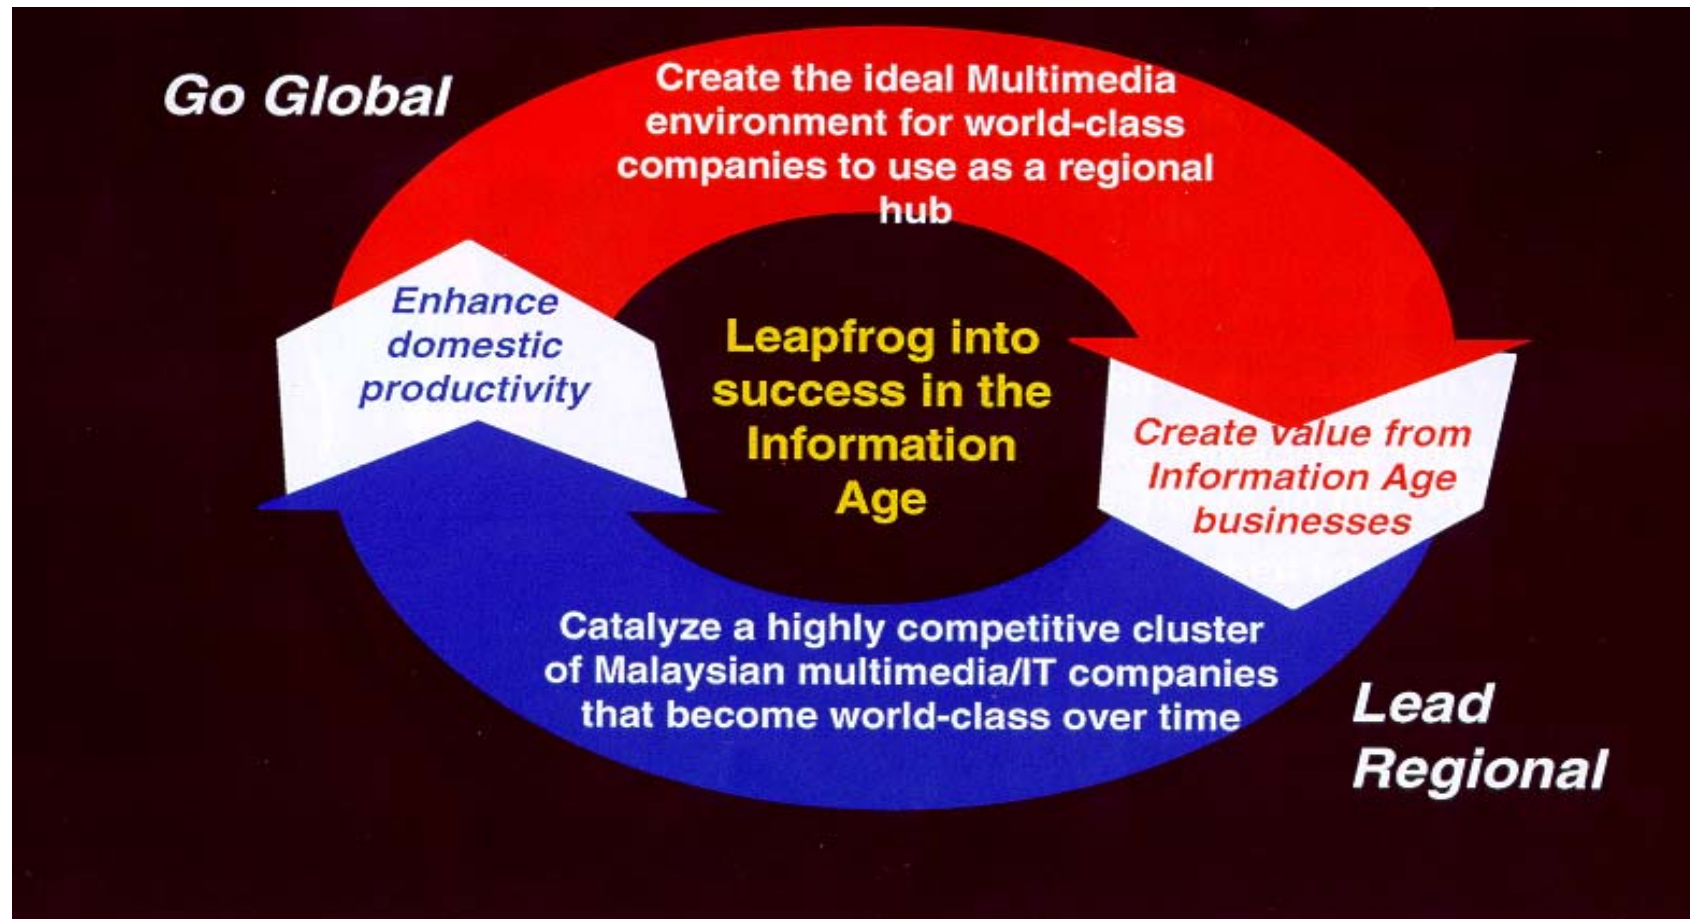 Go Global
Create the ideal Multimedia
environment for world-class
companies to use as a regional
hub
Enhance
domestic
productivity
Leapfrog into
success in the
Information
Age
Create value from
Information Age
businesses
Catalyze a highly competitive cluster
of Malaysian multimedia/IT companies
that become world-class over time
Lead
Regional